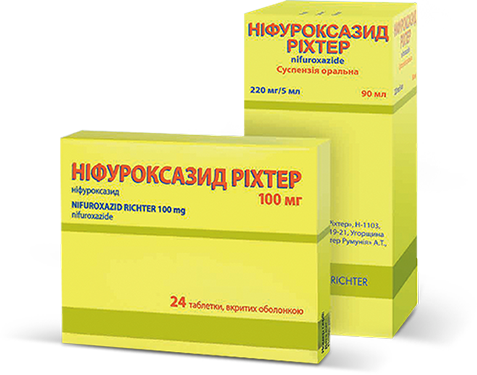 НІФУРОКСАЗИД
РІХТЕР
nifuroxazide
Суспензія оральна
220 мг/5 мл
90 мл
Ріхтер», Н-1103,
19-21, Угорщина
тер Румунія» А.Т.,
RICHTER
НІФУРОКСАЗИД РІХТЕР
100 мг
ніфуроксазид
NIFUROXAZID RICHTER 100 mg
nifuroxazide
24 таблетки, вкритих оболонкою